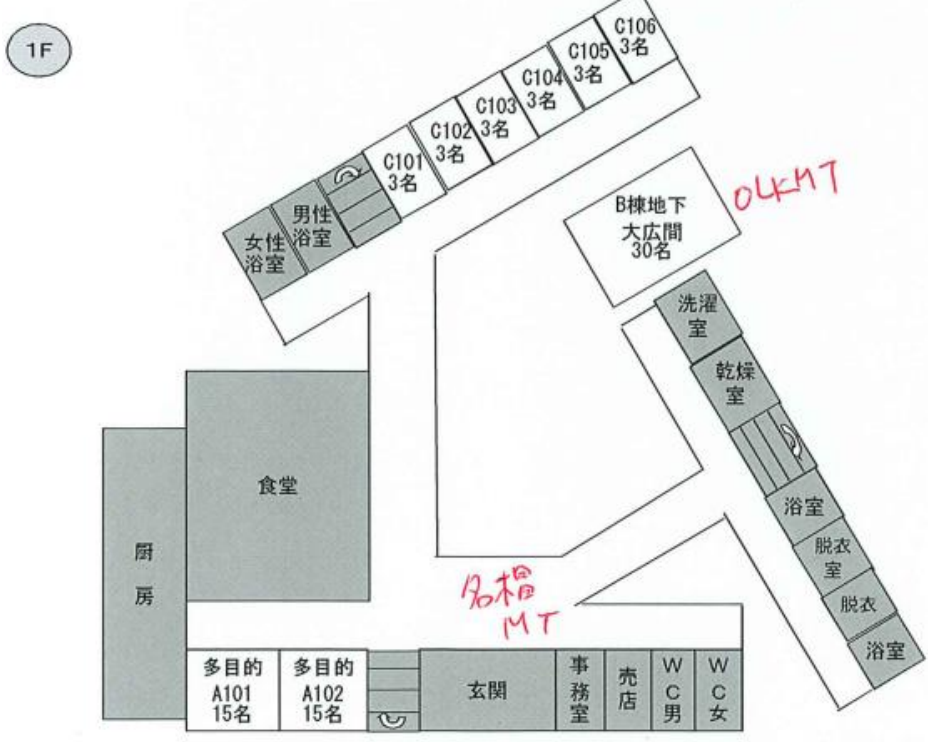 1F
C106
3名
C105
3名
C104
3名
C103
3名
C102
3名
C101
3名
男性
浴室
女性
浴室
B棟地下
大広間
30名
OLKMT
洗濯
室
乾燥
室
浴室
脱衣
室
脱衣
浴室
食堂
厨
房
名
MT
多目的
A101
15名
多目的
A102
15名
玄関
事
務
室
売
店
W
C
男
W
C
女